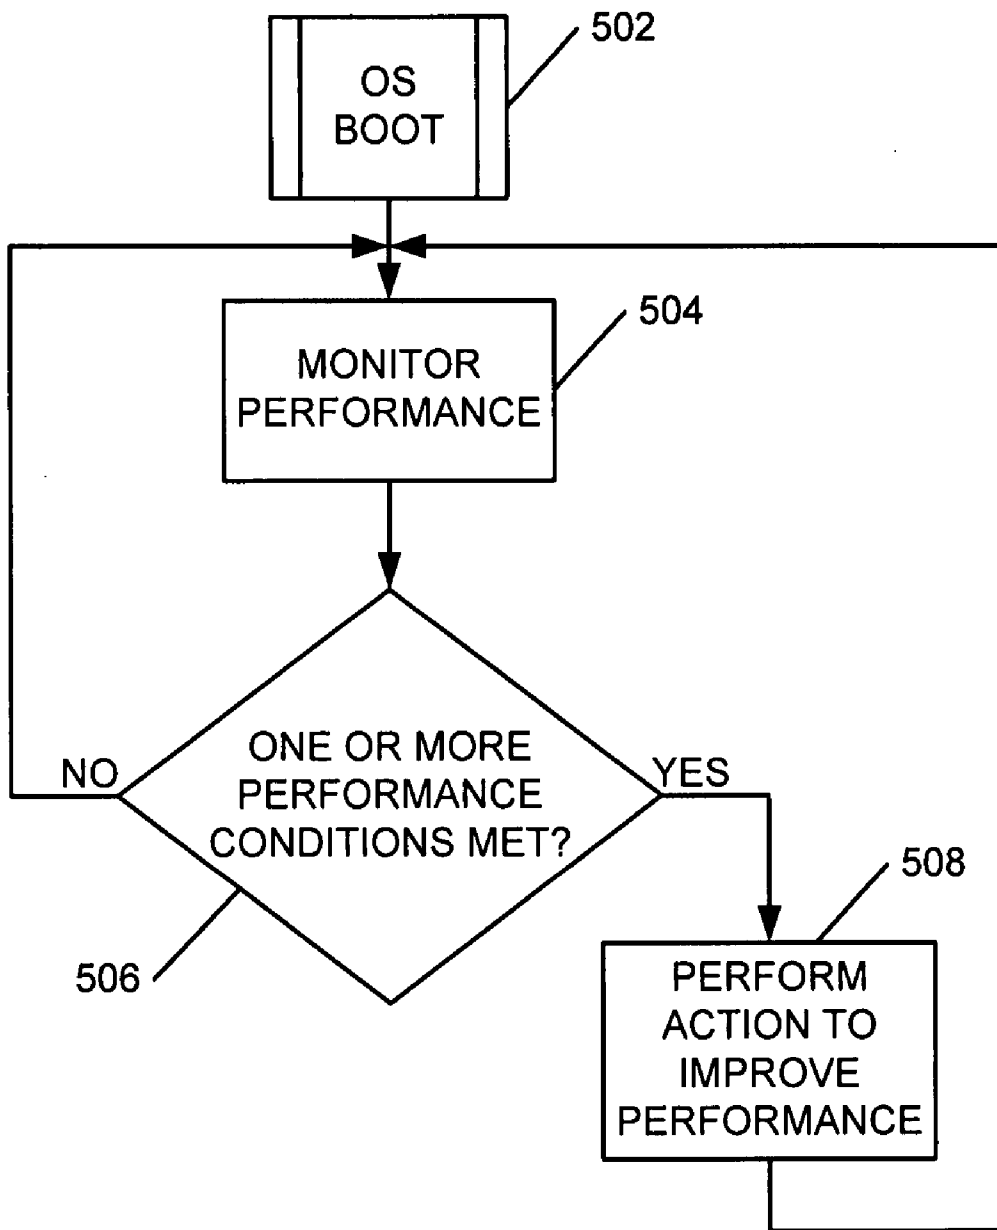 502
OS
BOOT
504
MONITOR
PERFORMANCE
ONE OR MORE
PERFORMANCE
CONDITIONS MET?
NO
YES
506
508
PERFORM
ACTION TO
IMPROVE
PERFORMANCE